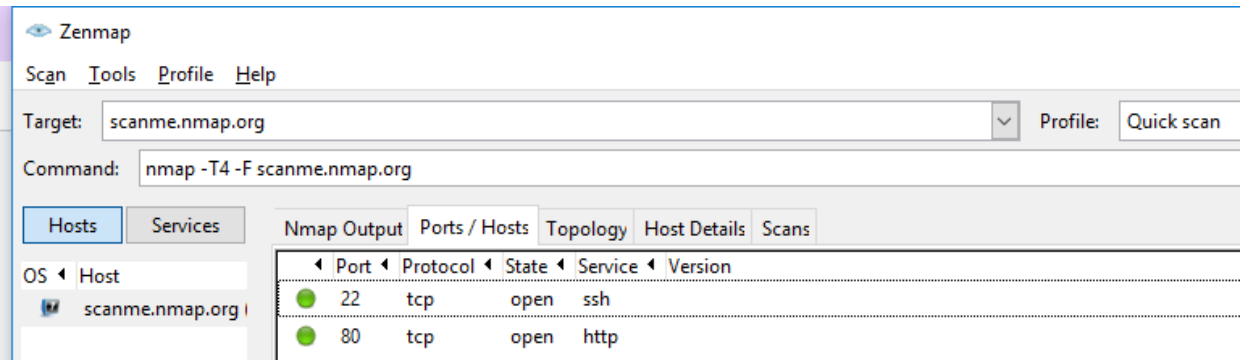 Zenmap
Scan Tools Profile Help
Target: scanme.nmap.org Profile: Quick scan
Command: nmap -T4 -F scanme.nmap.org
Hosts Services Nmap Output Ports / Hosts Topology Host Details Scans
Port Protocol State Service Version
OS Host
22 tcp open ssh
scanme.nmap.org (
80 tcp open http